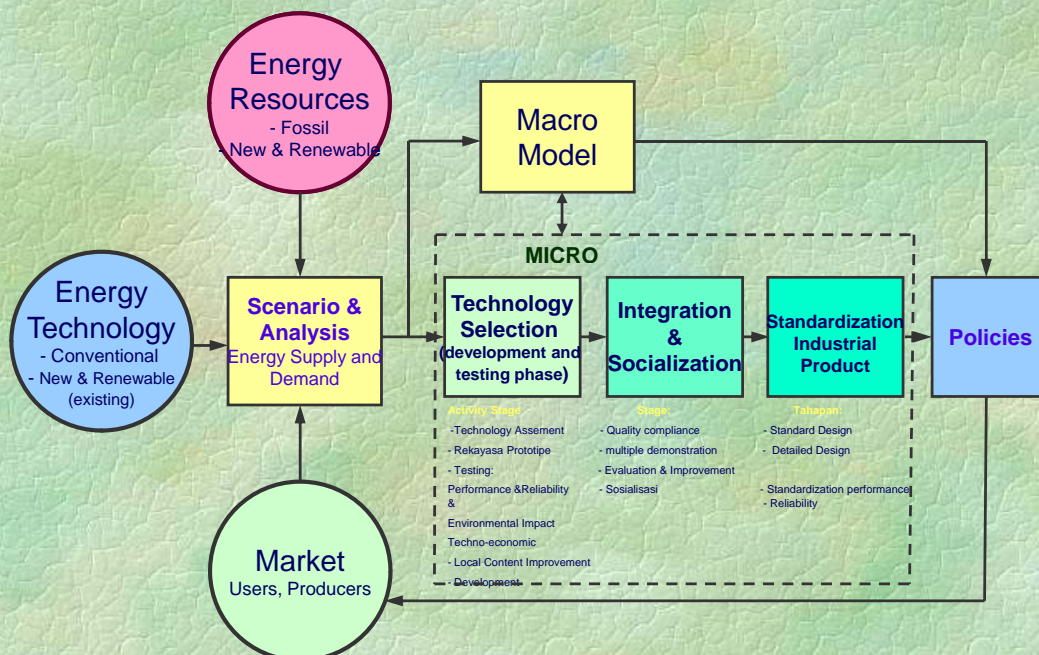 Energy
Resources
- Fossil
- New & Renewable
Macro
Model
MICRO
Energy
Technology
- Conventional
- New & Renewable
(existing)
Scenario &
Analysis
Energy Supply and
Demand
Technology
Selection
(development and
testing phase)
Integration
&
Socialization
Standardization
Industrial
Product
Policies
Activiry Stage
-Technology Assement
- Rekayasa Prototipe
- Testing:
Performance &Reliability
&
Environmental Impact
Techno-economic
- Local Content Improvement
- Development
Stage:
- Quality compliance
- multiple demonstration
- Evaluation & Improvement
- Sosialisasi
Tahapan:
- Standard Design
- Detailed Design
- Standardization performance
- Reliability
Market
Users, Producers